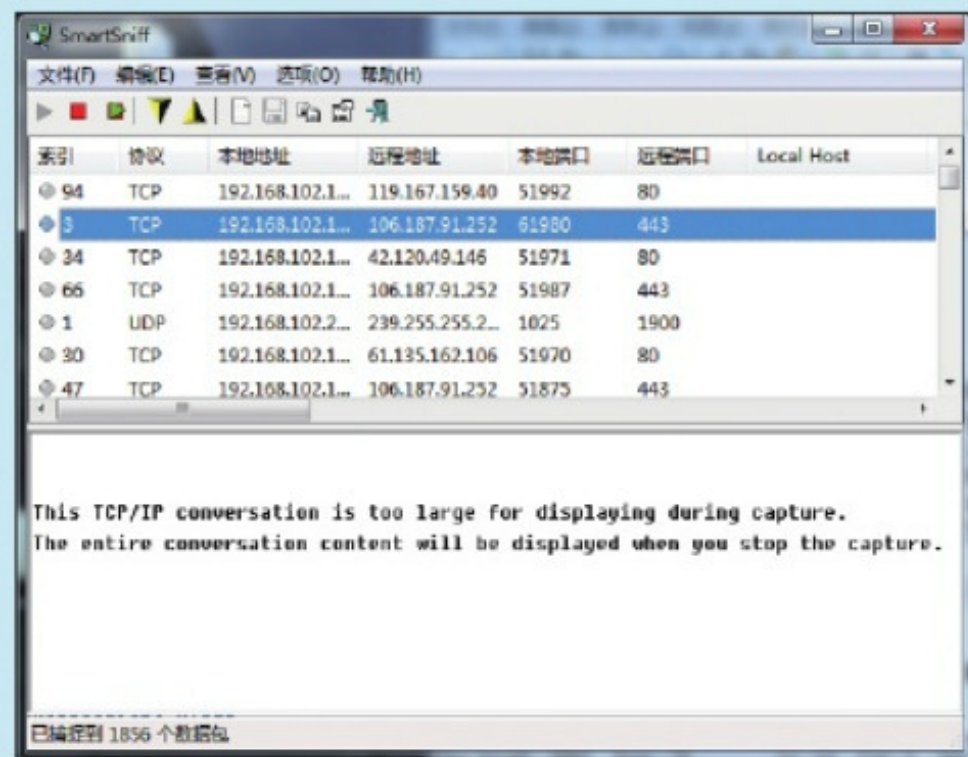 SmartSniff
文件(F) 编辑(E) 查看(V) 选项(O) 帮助(H)
索引 协议 本地地址 远程地址 本地端口 远程端口 Local Host
94 TCP 192.168.102.1... 119.167.159.40 51992 80
3 TCP 192.168.102.1... 106.187.91.252 61980 443
34 TCP 192.168.102.1... 42.120.49.146 51971 80
66 TCP 192.168.102.1... 106.187.91.252 51987 443
1 UDP 192.168.102.2... 239.255.255.2... 1025 1900
30 TCP 192.168.102.1... 61.135.162.106 51970 80
47 TCP 192.168.102.1... 106.187.91.252 51875 443
This TCP/IP conversation is too large for displaying during capture.
The entire conversation content will be displayed when you stop the capture.
已捕捉到 1856 个数据包